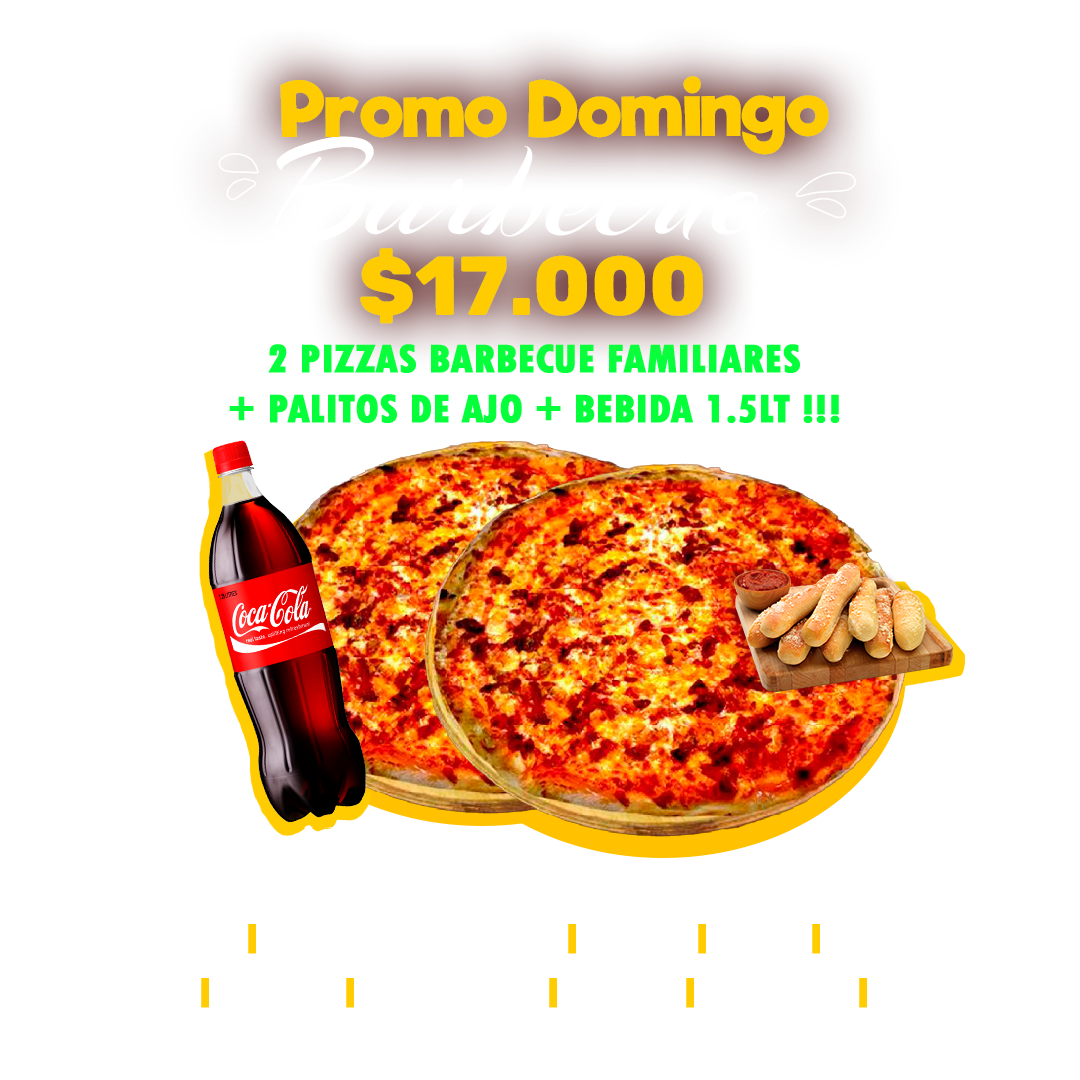 Promo Domingo
Barbecue
$17.000
2 PIZZAS BARBECUE FAMILIARES
+ PALITOS DE AJO + BEBIDA 1.5LT !!!
Coca-Cola